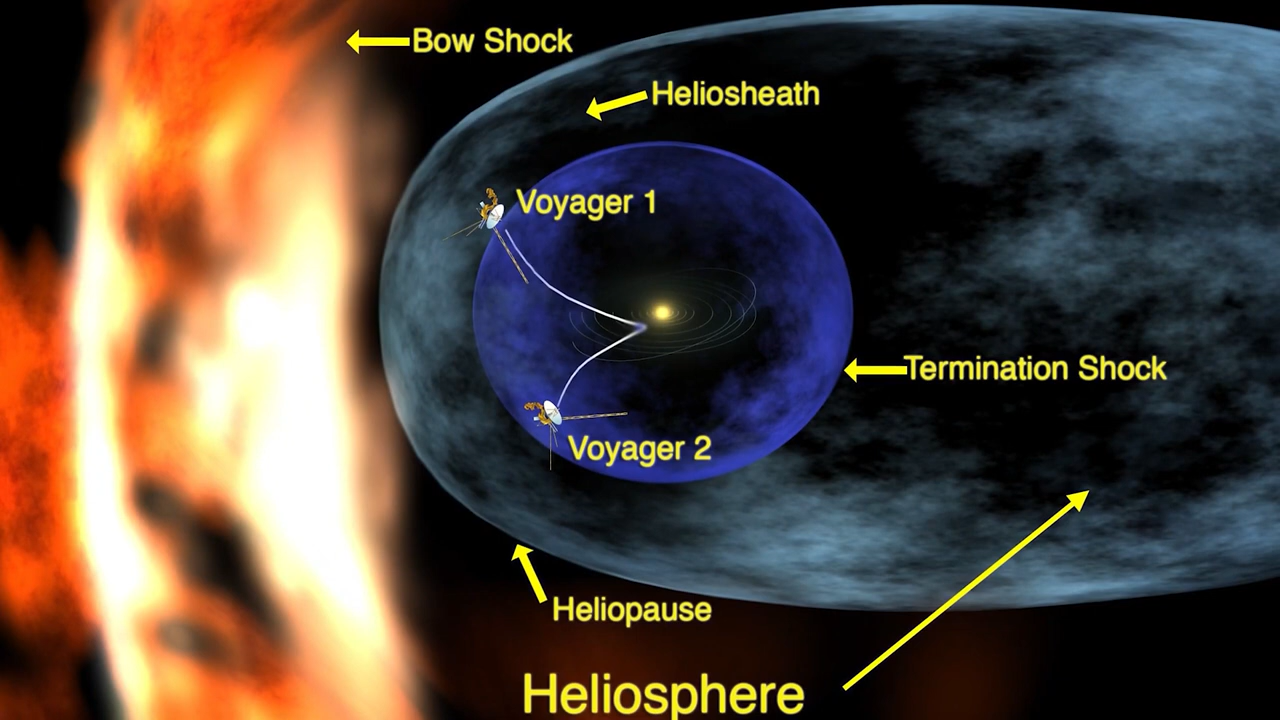 Bow Shock
Heliosheath
Voyager 1
Termination Shock
Voyager 2
Heliopause
Heliosphere